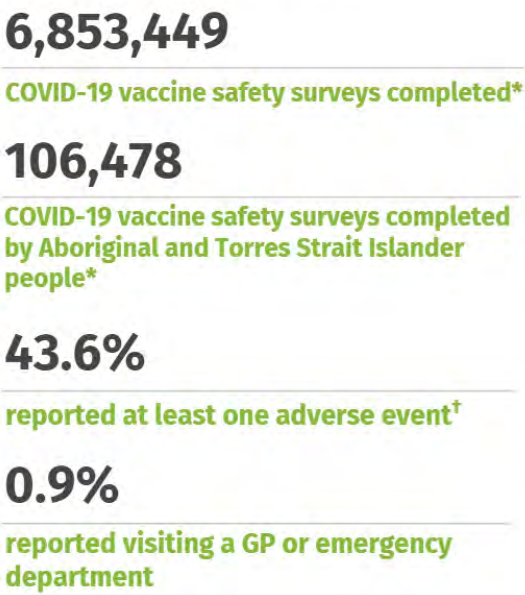 6,853,449
COVID-19 vaccine safety surveys completed*
106,478
COVID-19 vaccine safety surveys completed
by Aboriginal and Torres Strait Islander
people*
43.6%
reported at least one adverse event†
0.9%
reported visiting a GP or emergency
department